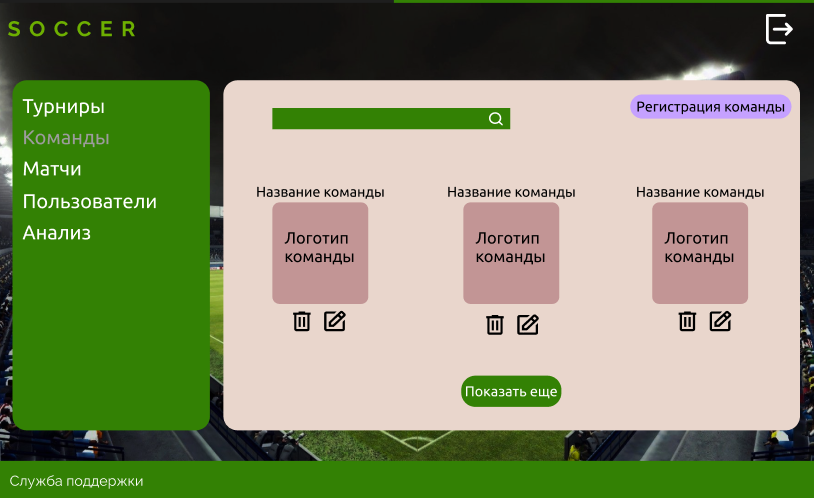 SOCCER
Турниры
Команды
Матчи
Пользователи
Анализ
Регистрация команды
Название команды
Логотип
команды
Название команды
Логотип
команды
Название команды
Логотип
команды
Показать еще
Служба поддержки